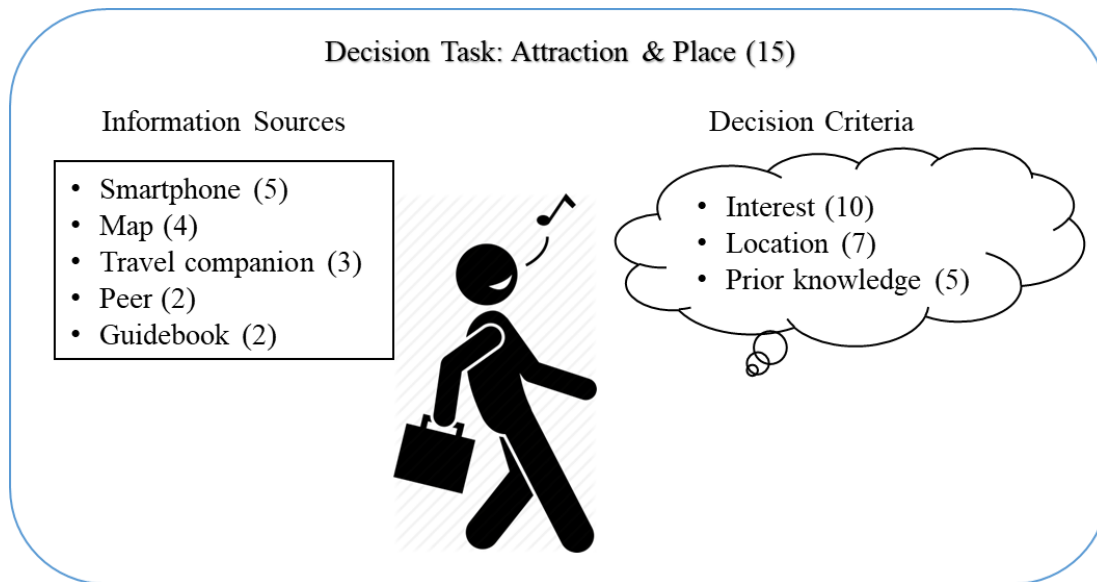 Decision Task: Attraction & Place (15)
Information Sources
• Smartphone (5)
• Map (4)
• Travel companion (3)
• Peer (2)
• Guidebook (2)
Decision Criteria
• Interest (10)
• Location (7)
• Prior knowledge (5)